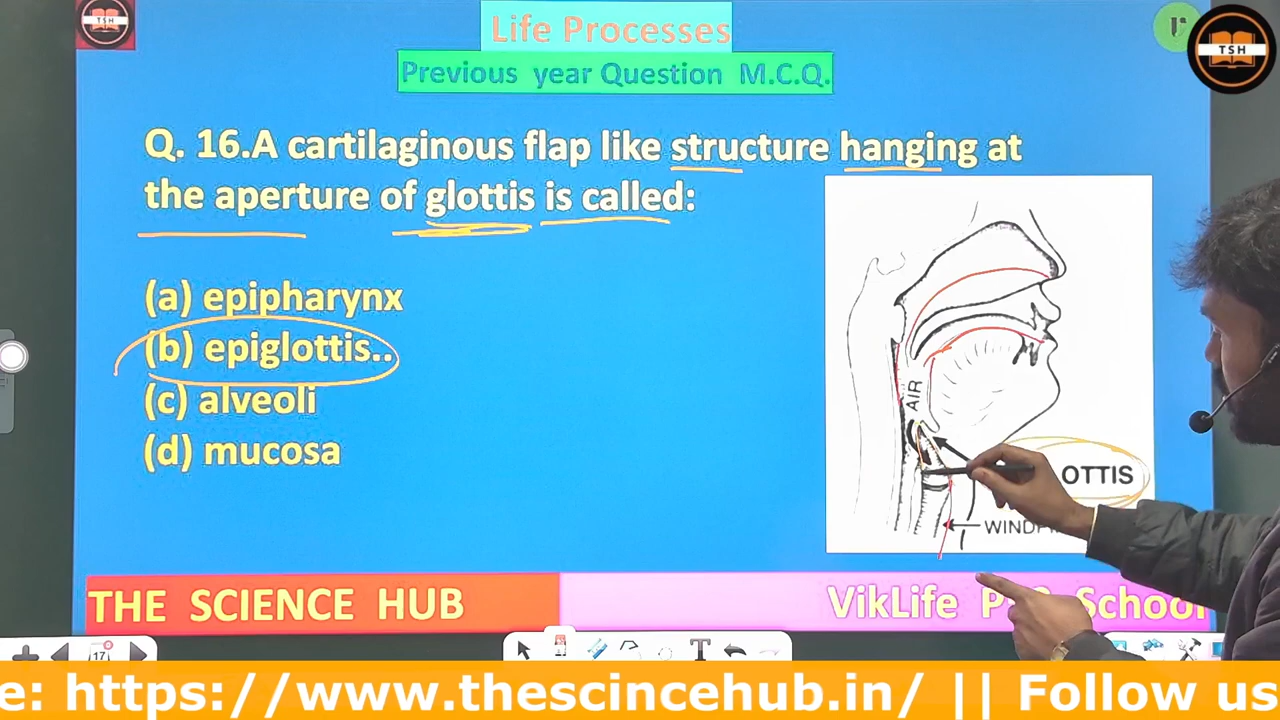 TSH
Life Processes
TSH
Previous year Question M.C.Q.
Q. 16.A cartilaginous flap like structure hanging at
the aperture of glottis is called:
(a) epipharynx
(b) epiglottis..
(c) alveoli
(d) mucosa
AIR
OTTIS
THE SCIENCE HUB
VikLife
School
17
T
e: https://www.thescincehub.in/ || Follow us